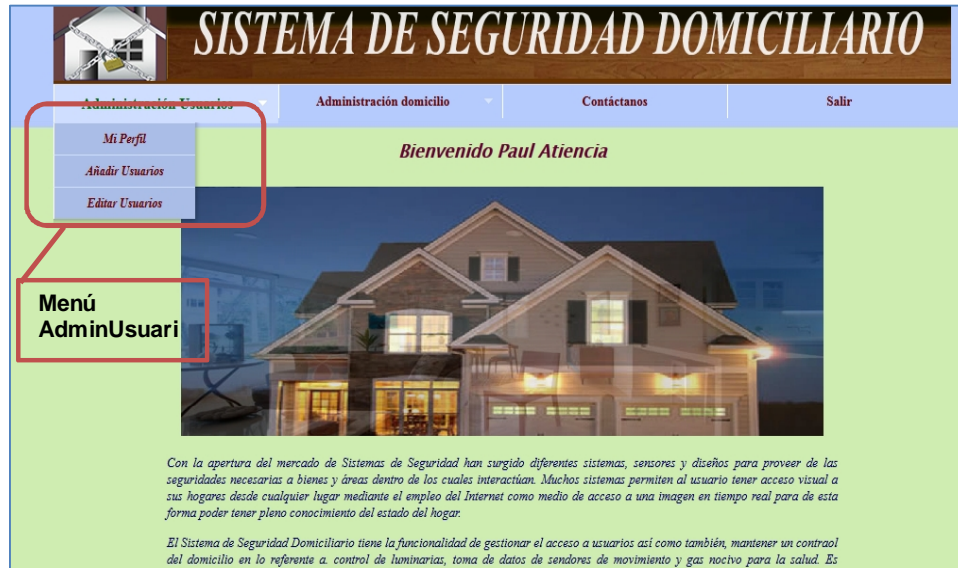 SISTEMA DE SEGURIDAD DOMICILIARIO
Administración Usuarios
Administración domicilio
Contáctanos
Salir
Mi Perfil
Añadir Usuarios
Editar Usuarios
Bienvenido Paul Atiencia
Menú
AdminUsuari
Con la apertura del mercado de Sistemas de Seguridad han surgido diferentes sistemas, sensores y diseños para proveer de las
seguridades necesarias a bienes y áreas dentro de los cuales interactúan. Muchos sistemas permiten al usuario tener acceso visual a
sus hogares desde cualquier lugar mediante el empleo del Internet como medio de acceso a una imagen en tiempo real para de esta
forma poder tener pleno conocimiento del estado del hogar.
El Sistema de Seguridad Domiciliario tiene la funcionalidad de gestionar el acceso a usuarios así como también, mantener un contraol
del domicilio en lo referente a. control de luminarias, toma de datos de sendores de movimiento y gas nocivo para la salud. Es